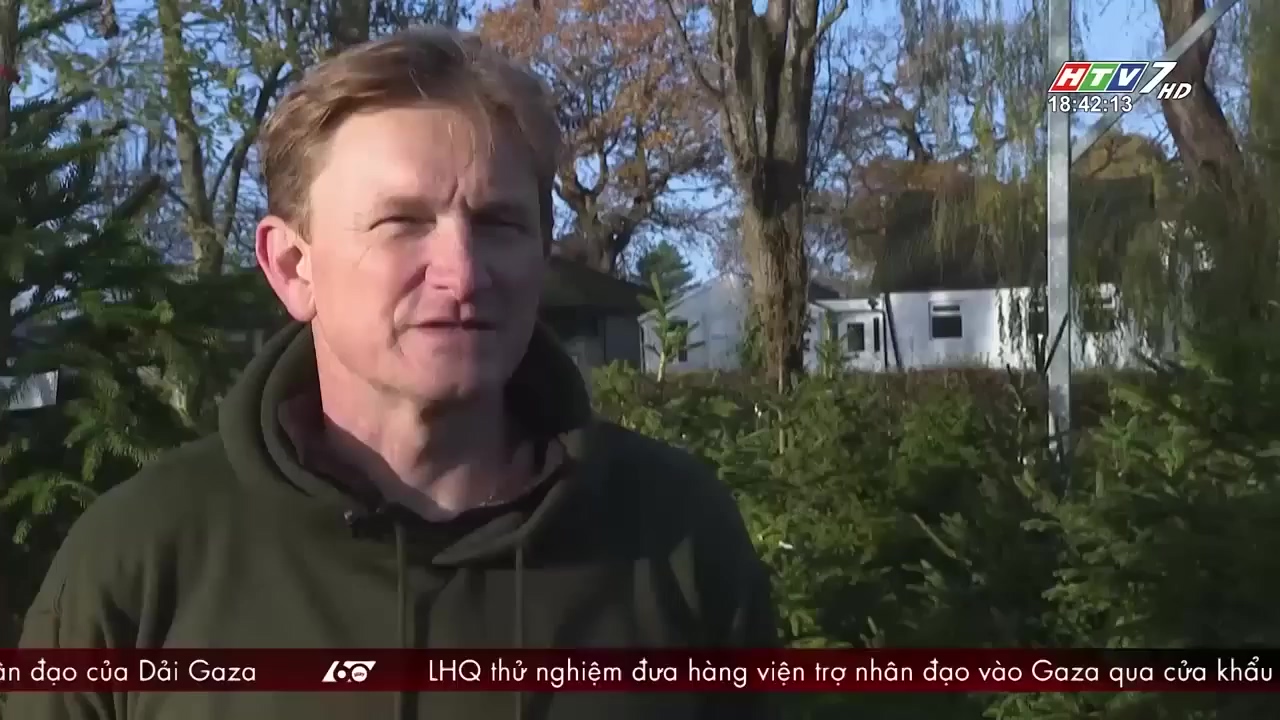 HTV7 HD
18:42:13
ân đạo của Dải Gaza 60 LHQ thử nghiệm đưa hàng viện trợ nhân đạo vào Gaza qua cửa khẩu